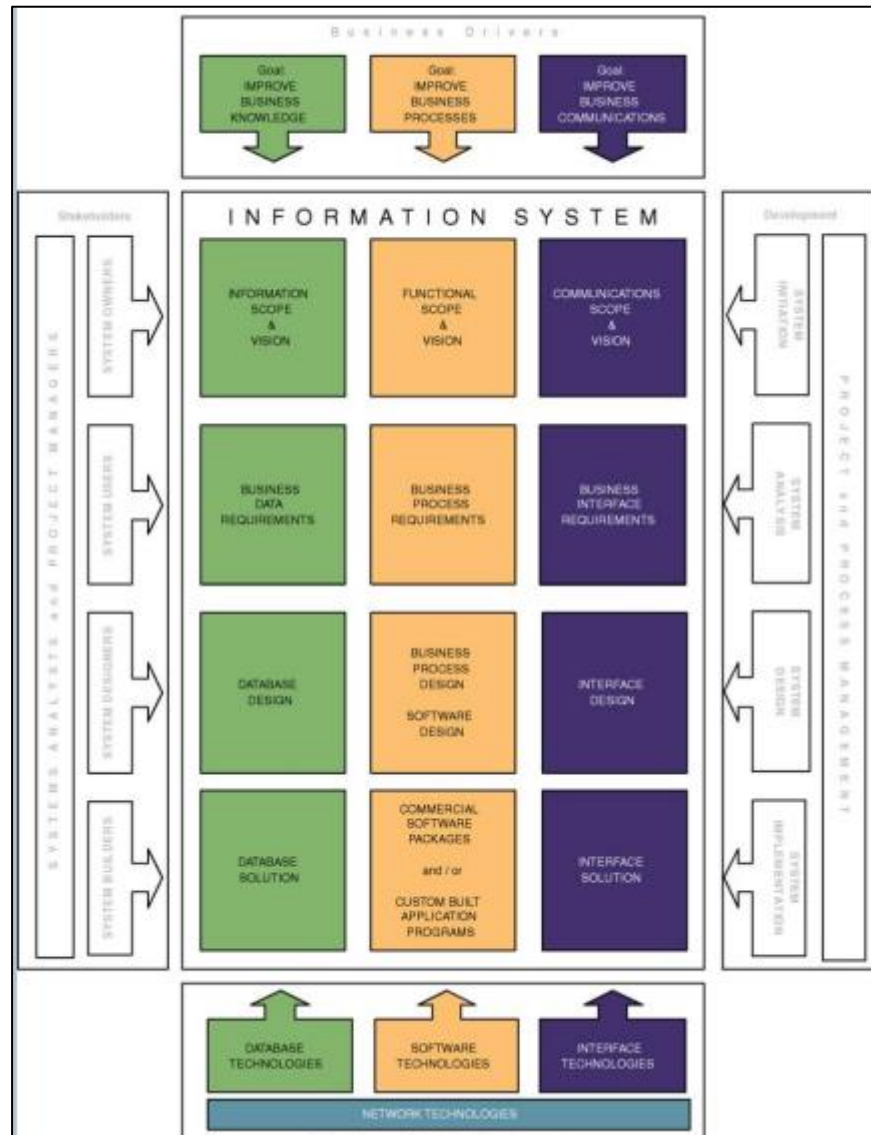 Business Drivers
Goal:
IMPROVE
BUSINESS
KNOWLEDGE
Goal:
IMPROVE
BUSINESS
PROCESSES
Goal:
IMPROVE
BUSINESS
COMMUNICATIONS
Stakeholders
SYSTEMS ANALYSTS and PROJECT MANAGERS
SYSTEM OWNERS
SYSTEM USERS
SYSTEM DESIGNERS
SYSTEM BUILDERS
INFORMATION SYSTEM
INFORMATION
SCOPE
&
VISION
FUNCTIONAL
SCOPE
&
VISION
COMMUNICATIONS
SCOPE
&
VISION
BUSINESS
DATA
REQUIREMENTS
BUSINESS
PROCESS
REQUIREMENTS
BUSINESS
INTERFACE
REQUIREMENTS
DATABASE
DESIGN
BUSINESS
PROCESS
DESIGN
SOFTWARE
DESIGN
INTERFACE
DESIGN
DATABASE
SOLUTION
COMMERCIAL
SOFTWARE
PACKAGES
and / or
CUSTOM BUILT
APPLICATION
PROGRAMS
INTERFACE
SOLUTION
Development
SYSTEM
INITIATION
SYSTEM
ANALYSIS
SYSTEM
DESIGN
SYSTEM
IMPLEMENTATION
PROJECT and PROCESS MANAGEMENT
DATABASE
TECHNOLOGIES
SOFTWARE
TECHNOLOGIES
INTERFACE
TECHNOLOGIES
NETWORK TECHNOLOGIES